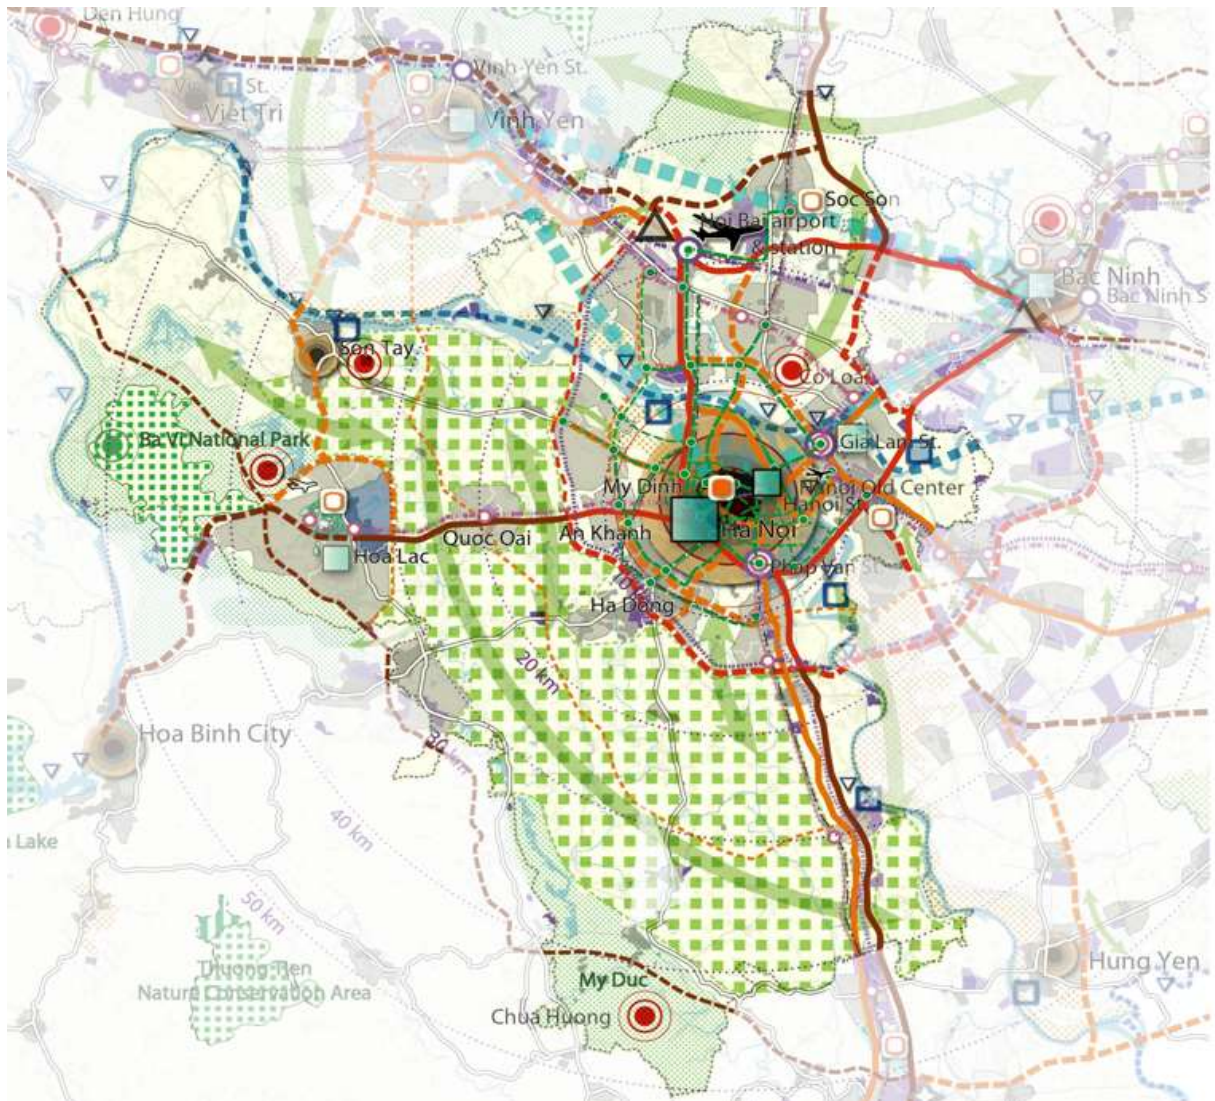 Den Hung
Vinh Yen St.
St.
Viet Tri
Vinh Yen
Soc Son
Noi Bai airport
& station
Bac Ninh
Bac Ninh S
Son Tay
Co Loa
Ba Vi National Park
Gia Lam St.
My Dinh
Hanoi Old Center
Hanoi St.
Quoc Oai
An Khanh
Ha Noi
Hoa Lac
Phap Van St.
Ha Dong
20 km
Hoa Binh City
30 km
40 km
Lake
50 km
Hung Yen
Thuong Tien
Nature Conservation Area
My Duc
Chua Huong